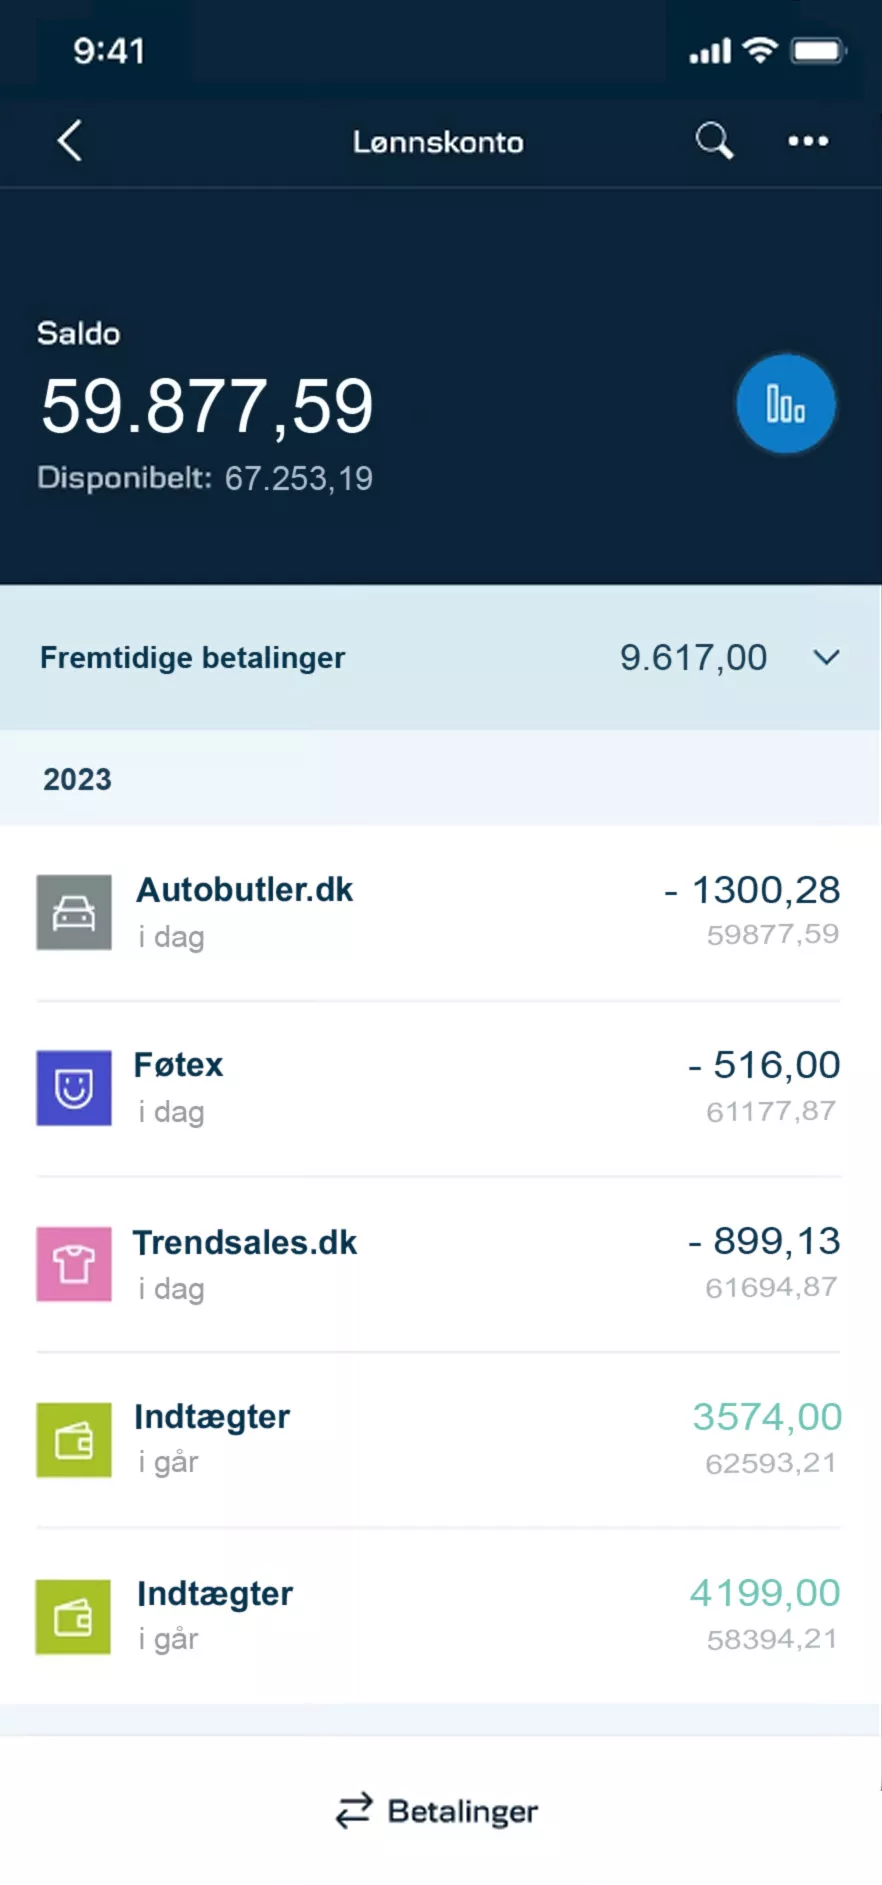 9:41
Lønnskonto
Saldo
59.877,59
Disponibelt: 67.253,19
Fremtidige betalinger 9.617,00
2023
Autobutler.dk - 1300,28
i dag 59877,59
Føtex - 516,00
i dag 61177,87
Trendsales.dk - 899,13
i dag 61694,87
Indtægter 3574,00
i går 62593,21
Indtægter 4199,00
i går 58394,21
Betalinger